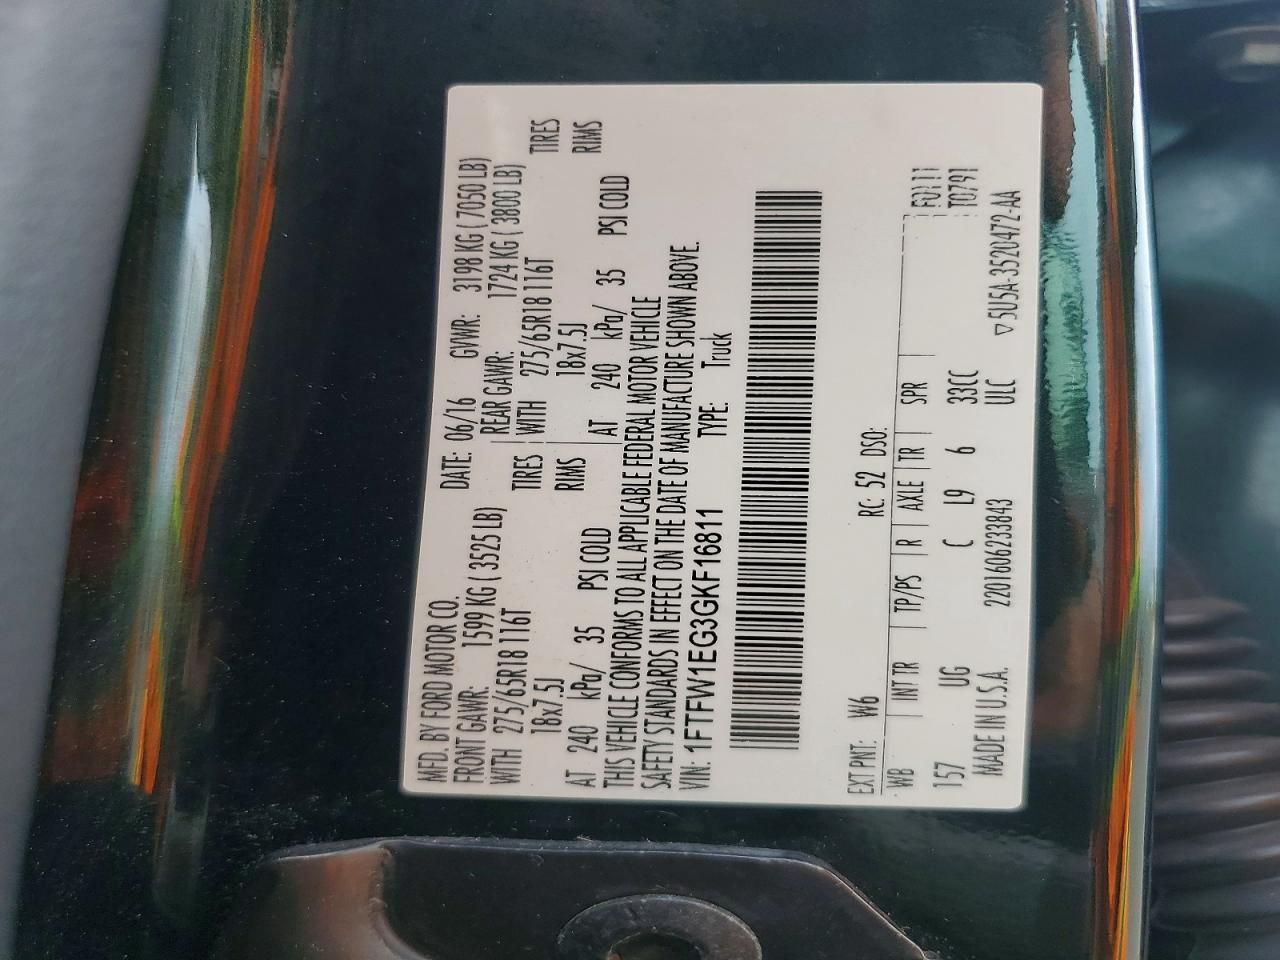 MFD. BY FORD MOTOR CO.
DATE: 06/16 GVWR: 3198 KG ( 7050 LB)
FRONT GAWR: 1599 KG ( 3525 LB)
REAR GAWR: 1724 KG ( 3800 LB)
WITH 275/65R18 116T TIRES
WITH 275/65R18 116T TIRES
18x7.5J RIMS
18x7.5J RIMS
AT 240 kPa/ 35 PSI COLD
AT 240 kPa/ 35 PSI COLD
THIS VEHICLE CONFORMS TO ALL APPLICABLE FEDERAL MOTOR VEHICLE
SAFETY STANDARDS IN EFFECT ON THE DATE OF MANUFACTURE SHOWN ABOVE.
VIN: 1FTFW1EG3GKF16811 TYPE: Truck
EXT PNT: W6 RC: 52 DSO:
WB INT TR TP/PS R AXLE TR SPR F0111
157 UG C L9 6 33CC T0791
MADE IN U.S.A. 2201606233843 ULC
▽5U5A-3520472-AA